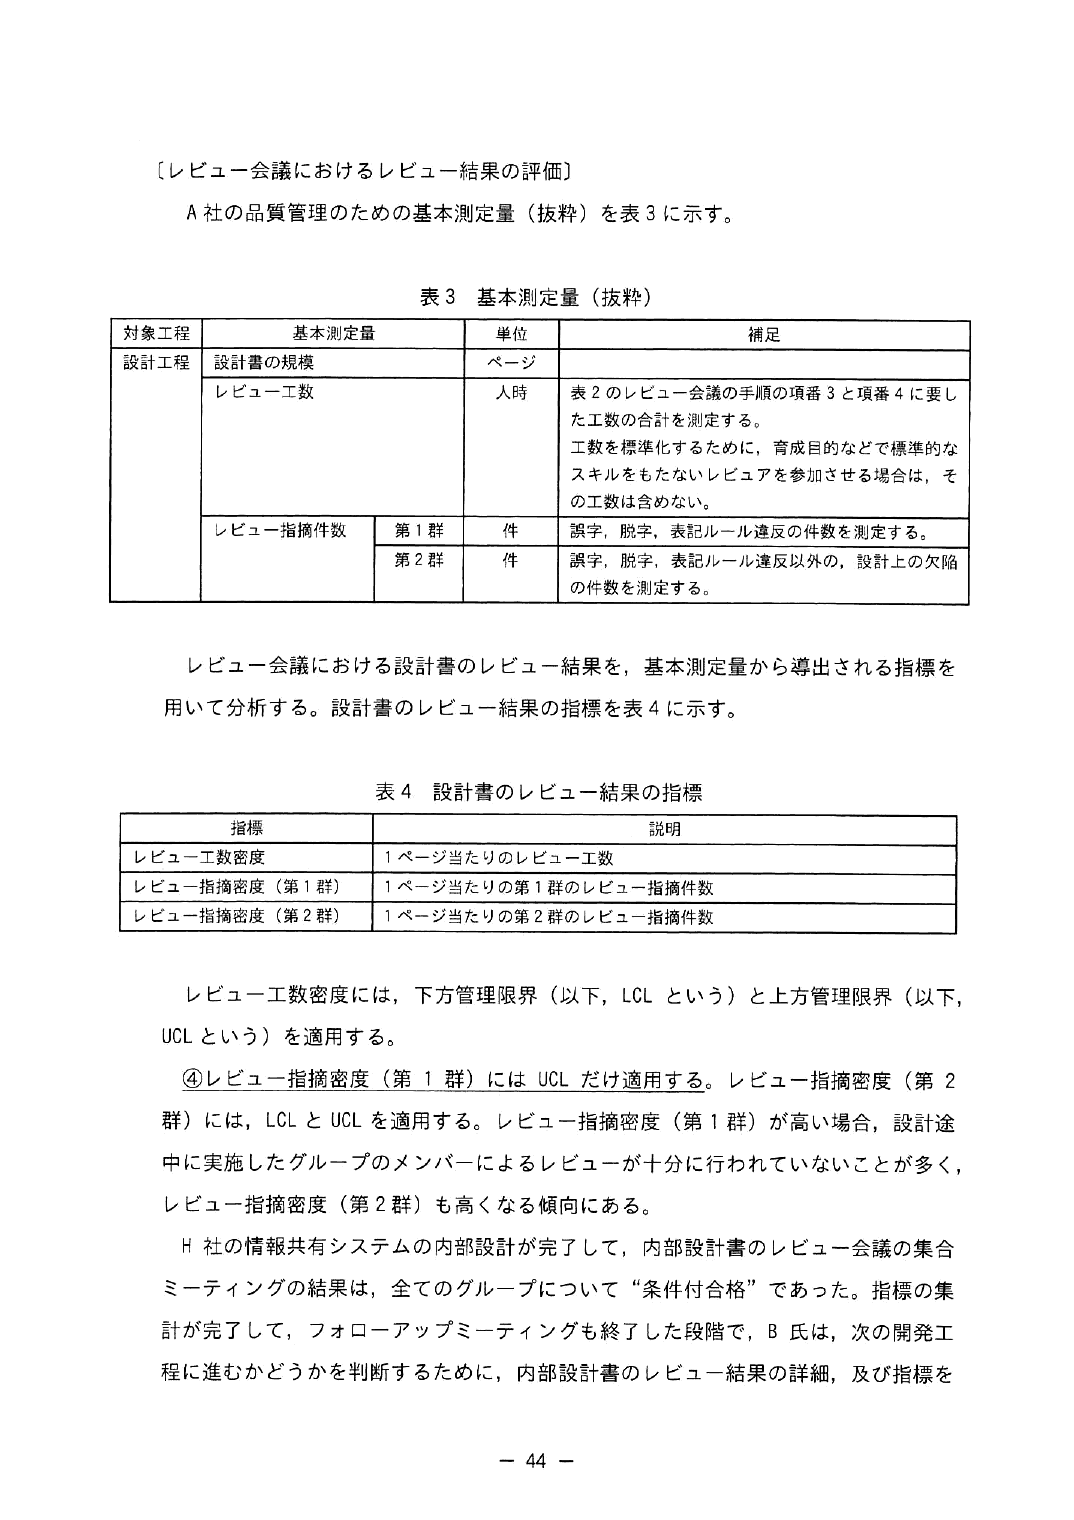 〔レビュー会議におけるレビュー結果の評価〕
A 社の品質管理のための基本測定量（抜粋）を表 3 に示す。
表 3　基本測定量（抜粋）
対象工程　基本測定量　単位　補足
設計工程　設計書の規模　ページ
レビュー工数　人時　表 2 のレビュー会議の手順の項番 3 と項番 4 に要し
た工数の合計を測定する。
工数を標準化するために，育成目的などで標準的な
スキルをもたないレビュアを参加させる場合は，そ
の工数は含めない。
レビュー指摘件数　第 1 群　件　誤字，脱字，表記ルール違反の件数を測定する。
第 2 群　件　誤字，脱字，表記ルール違反以外の，設計上の欠陥
の件数を測定する。
レビュー会議における設計書のレビュー結果を，基本測定量から導出される指標を
用いて分析する。設計書のレビュー結果の指標を表 4 に示す。
表 4　設計書のレビュー結果の指標
指標　説明
レビュー工数密度　1 ページ当たりのレビュー工数
レビュー指摘密度（第 1 群）　1 ページ当たりの第 1 群のレビュー指摘件数
レビュー指摘密度（第 2 群）　1 ページ当たりの第 2 群のレビュー指摘件数
レビュー工数密度には，下方管理限界（以下，LCL という）と上方管理限界（以下，
UCL という）を適用する。
④レビュー指摘密度（第 1 群）には UCL だけ適用する。レビュー指摘密度（第 2
群）には，LCL と UCL を適用する。レビュー指摘密度（第 1 群）が高い場合，設計途
中に実施したグループのメンバーによるレビューが十分に行われていないことが多く，
レビュー指摘密度（第 2 群）も高くなる傾向にある。
H 社の情報共有システムの内部設計が完了して，内部設計書のレビュー会議の集合
ミーティングの結果は，全てのグループについて“条件付合格”であった。指標の集
計が完了して，フォローアップミーティングも終了した段階で，B 氏は，次の開発工
程に進むかどうかを判断するために，内部設計書のレビュー結果の詳細，及び指標を
－ 44 －